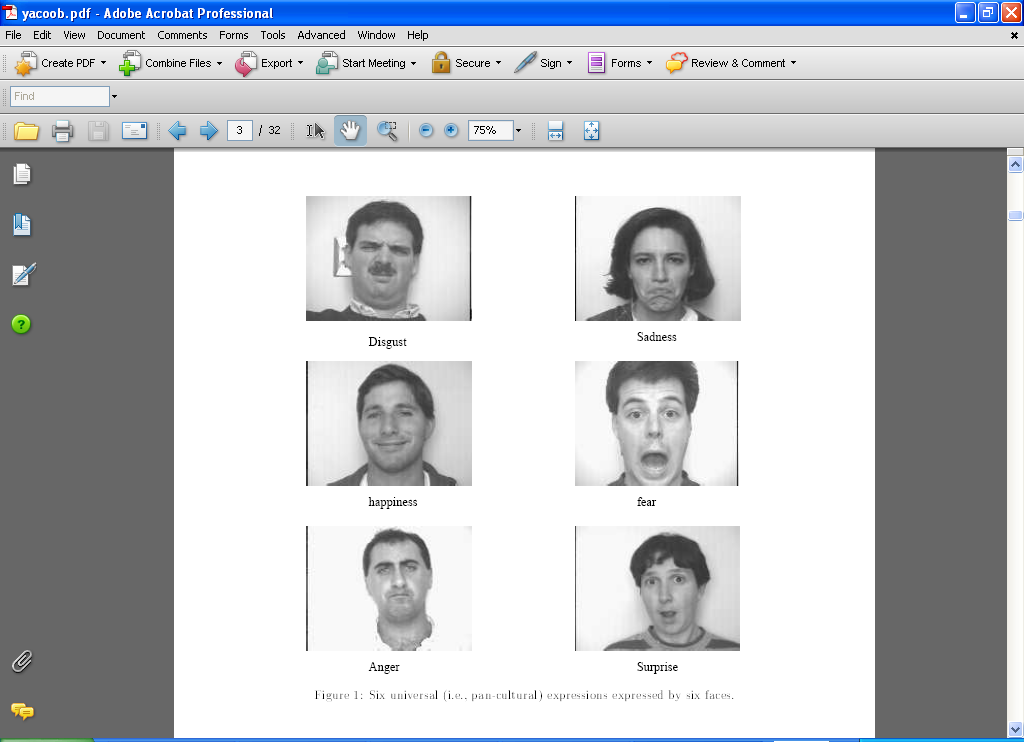 yacoob.pdf - Adobe Acrobat Professional
File Edit View Document Comments Forms Tools Advanced Window Help
Create PDF Combine Files Export Start Meeting Secure Sign Forms Review & Comment
Find
3 / 32 75%
Disgust Sadness
happiness fear
Anger Surprise
Figure 1: Six universal (i.e., pan-cultural) expressions expressed by six faces.